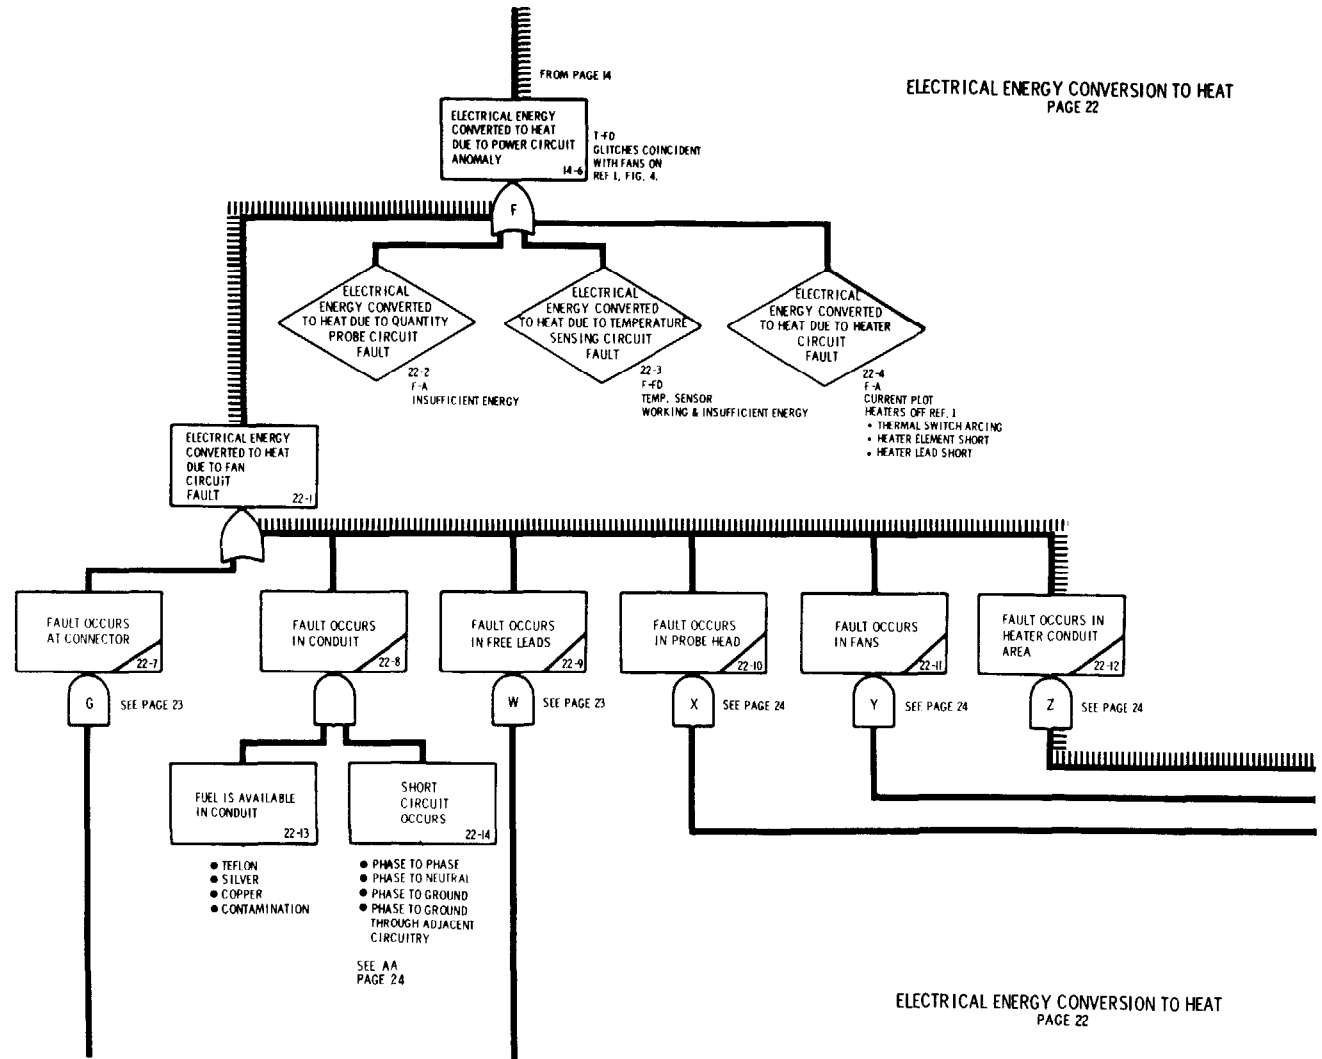 FROM PAGE 14
ELECTRICAL ENERGY CONVERSION TO HEAT
PAGE 22
ELECTRICAL ENERGY
CONVERTED TO HEAT
DUE TO POWER CIRCUIT
ANOMALY
14-6
T-FD
GLITCHES COINCIDENT
WITH FANS ON
REF 1, FIG. 4.
F
ELECTRICAL
ENERGY CONVERTED
TO HEAT DUE TO QUANTITY
PROBE CIRCUIT
FAULT
22-2
F-A
INSUFFICIENT ENERGY
ELECTRICAL
ENERGY CONVERTED
TO HEAT DUE TO TEMPERATURE
SENSING CIRCUIT
FAULT
22-3
F-FD
TEMP. SENSOR
WORKING & INSUFFICIENT ENERGY
ELECTRICAL
ENERGY CONVERTED
TO HEAT DUE TO HEATER
CIRCUIT
FAULT
22-4
F-A
CURRENT PLOT
HEATERS OFF REF. 1
• THERMAL SWITCH ARCING
• HEATER ELEMENT SHORT
• HEATER LEAD SHORT
ELECTRICAL ENERGY
CONVERTED TO HEAT
DUE TO FAN
CIRCUIT
FAULT
22-1
FAULT OCCURS
AT CONNECTOR
22-7
FAULT OCCURS
IN CONDUIT
22-8
FAULT OCCURS
IN FREE LEADS
22-9
FAULT OCCURS
IN PROBE HEAD
22-10
FAULT OCCURS
IN FANS
22-11
FAULT OCCURS IN
HEATER CONDUIT
AREA
22-12
G
SEE PAGE 23
W
SEE PAGE 23
X
SEE PAGE 24
Y
SEE PAGE 24
Z
SEE PAGE 24
FUEL IS AVAILABLE
IN CONDUIT
22-13
SHORT
CIRCUIT
OCCURS
22-14
● TEFLON
● SILVER
● COPPER
● CONTAMINATION
● PHASE TO PHASE
● PHASE TO NEUTRAL
● PHASE TO GROUND
● PHASE TO GROUND
THROUGH ADJACENT
CIRCUITRY
SEE AA
PAGE 24
ELECTRICAL ENERGY CONVERSION TO HEAT
PAGE 22